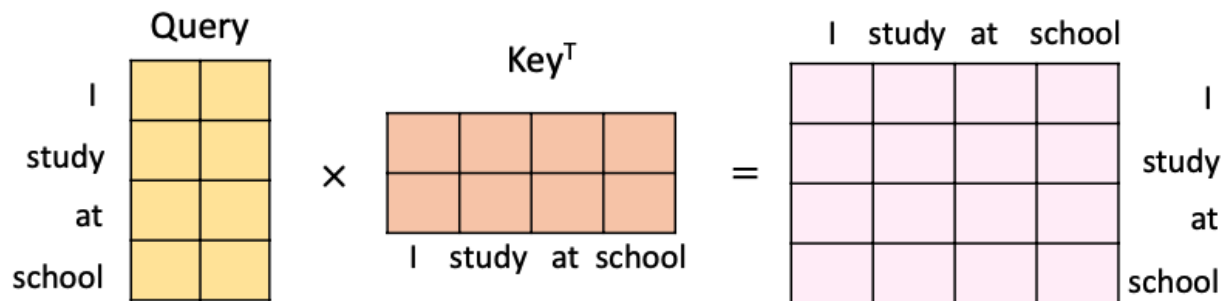 Query
I
study
at
school
×
Key^T
I study at school
=
I study at school
I
study
at
school